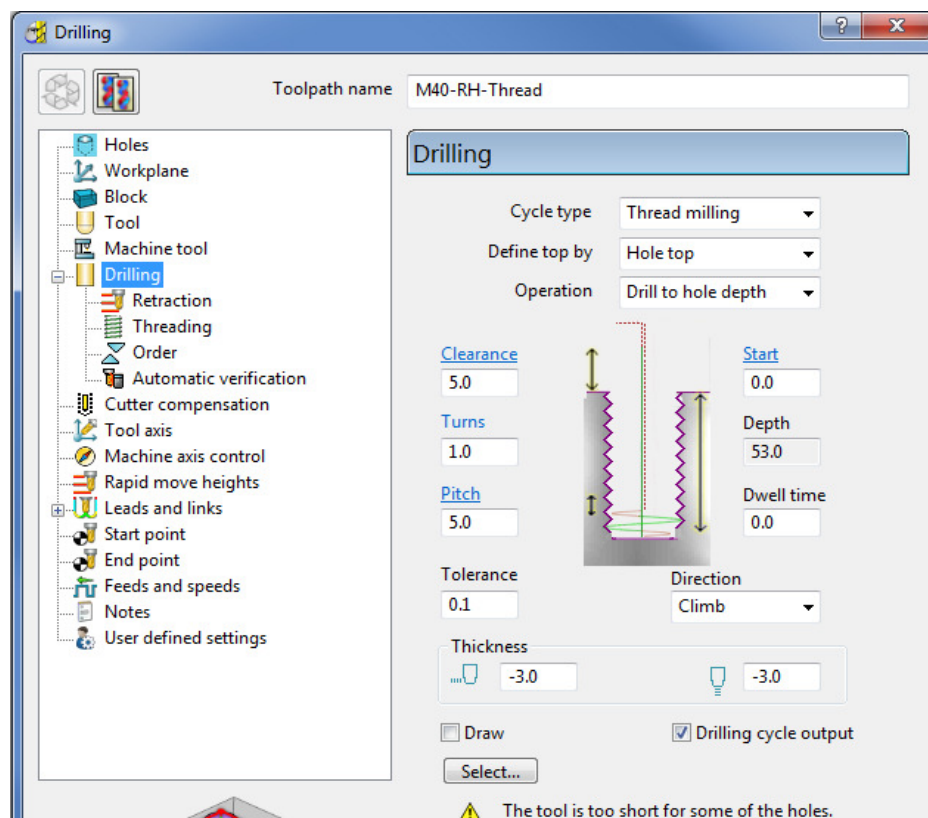 Drilling
Toolpath name M40-RH-Thread
Holes
Workplane
Block
Tool
Machine tool
Drilling
Retraction
Threading
Order
Automatic verification
Cutter compensation
Tool axis
Machine axis control
Rapid move heights
Leads and links
Start point
End point
Feeds and speeds
Notes
User defined settings
Drilling
Cycle type Thread milling
Define top by Hole top
Operation Drill to hole depth
Clearance Start
5.0 0.0
Turns Depth
1.0 53.0
Pitch Dwell time
5.0 0.0
Tolerance Direction
0.1 Climb
Thickness
-3.0 -3.0
Draw Drilling cycle output
Select...
The tool is too short for some of the holes.